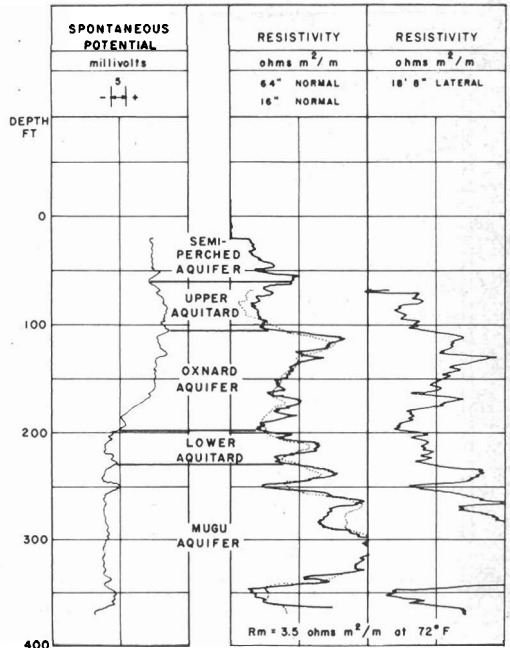 SPONTANEOUS
POTENTIAL
millivolts
5
- +
RESISTIVITY
ohms m²/m
64" NORMAL
16" NORMAL
RESISTIVITY
ohms m²/m
18' 8" LATERAL
DEPTH
FT
0
SEMI-
PERCHED
AQUIFER
UPPER
AQUITARD
100
OXNARD
AQUIFER
200
LOWER
AQUITARD
MUGU
AQUIFER
300
400
Rm = 3.5 ohms m²/m at 72°F